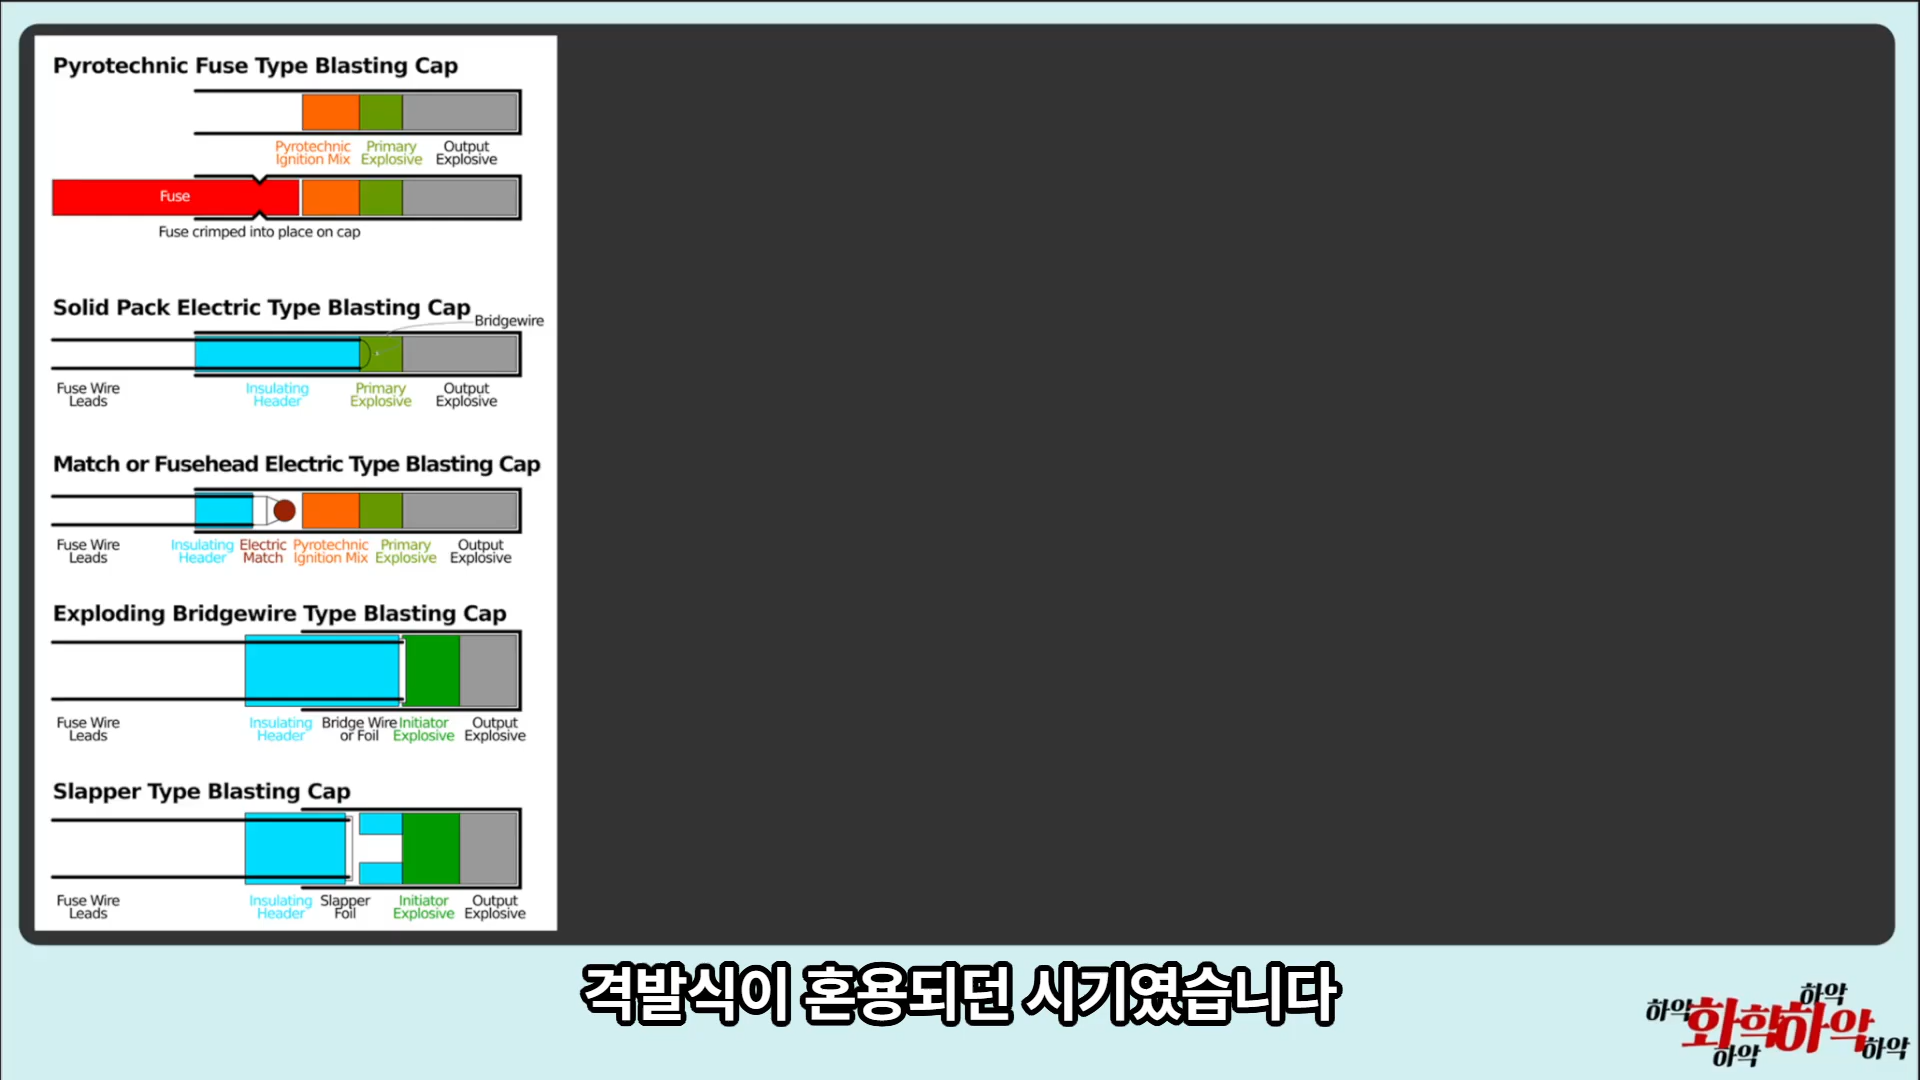 Pyrotechnic Fuse Type Blasting Cap
Pyrotechnic
Ignition Mix
Primary
Explosive
Output
Explosive
Fuse
Fuse crimped into place on cap
Solid Pack Electric Type Blasting Cap
Bridgewire
Fuse Wire
Leads
Insulating
Header
Primary
Explosive
Output
Explosive
Match or Fusehead Electric Type Blasting Cap
Fuse Wire
Leads
Insulating
Header
Electric
Match
Pyrotechnic
Ignition Mix
Primary
Explosive
Output
Explosive
Exploding Bridgewire Type Blasting Cap
Fuse Wire
Leads
Insulating
Header
Bridge Wire
or Foil
Initiator
Explosive
Output
Explosive
Slapper Type Blasting Cap
Fuse Wire
Leads
Insulating
Header
Slapper
Foil
Initiator
Explosive
Output
Explosive
격발식이 혼용되던 시기였습니다
하약
하약
화학하약
하약
하약